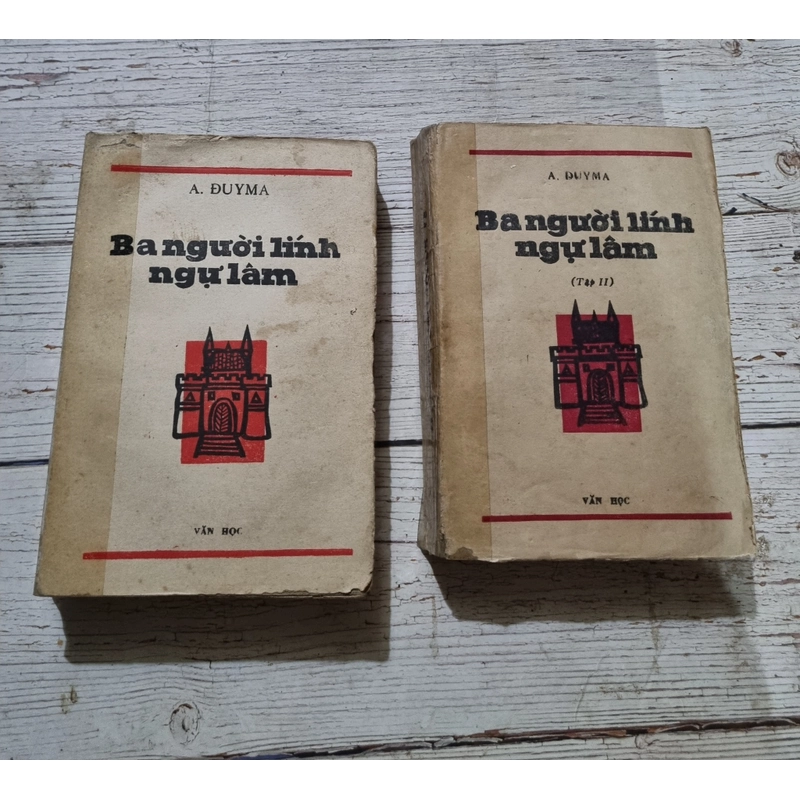 A. ĐUYMA
Ba người lính
ngự lâm
VĂN HỌC
A. ĐUYMA
Ba người lính
ngự lâm
(Tập II)
VĂN HỌC